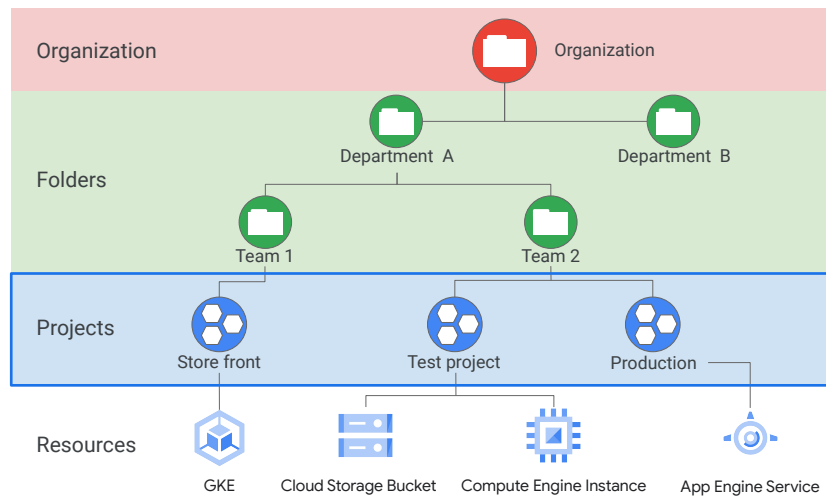 Organization
Organization
Department A
Department B
Folders
Team 1
Team 2
Projects
Store front
Test project
Production
Resources
GKE
Cloud Storage Bucket
Compute Engine Instance
App Engine Service